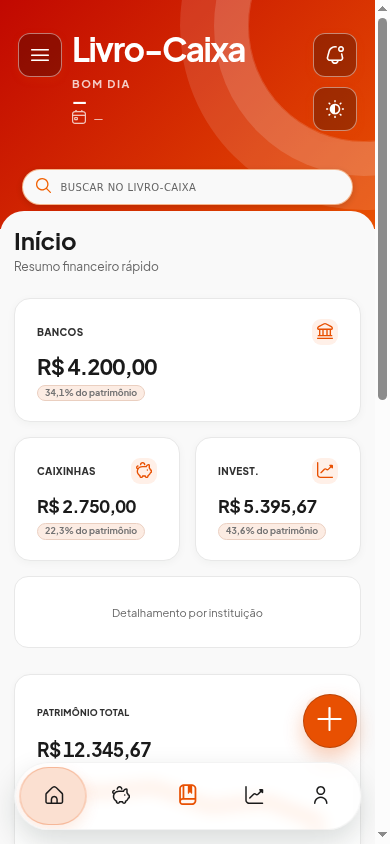 Livro-Caixa
BOM DIA
—
—
BUSCAR NO LIVRO-CAIXA
Início
Resumo financeiro rápido
BANCOS
R$ 4.200,00
34,1% do patrimônio
CAIXINHAS
R$ 2.750,00
22,3% do patrimônio
INVEST.
R$ 5.395,67
43,6% do patrimônio
Detalhamento por instituição
PATRIMÔNIO TOTAL
R$ 12.345,67